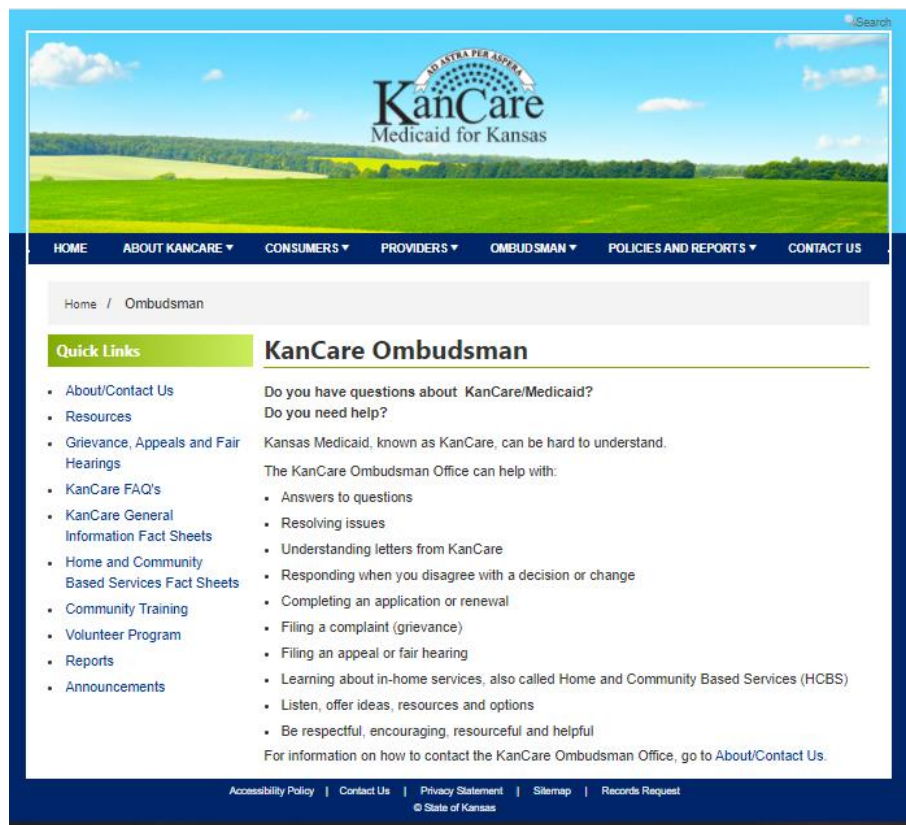 Search
AD ASTRA PER ASPERA
KanCare
Medicaid for Kansas
HOME ABOUT KANCARE ▼ CONSUMERS ▼ PROVIDERS ▼ OMBUDSMAN ▼ POLICIES AND REPORTS ▼ CONTACT US
Home / Ombudsman
Quick Links
• About/Contact Us
• Resources
• Grievance, Appeals and Fair
Hearings
• KanCare FAQ's
• KanCare General
Information Fact Sheets
• Home and Community
Based Services Fact Sheets
• Community Training
• Volunteer Program
• Reports
• Announcements
KanCare Ombudsman
Do you have questions about KanCare/Medicaid?
Do you need help?
Kansas Medicaid, known as KanCare, can be hard to understand.
The KanCare Ombudsman Office can help with:
• Answers to questions
• Resolving issues
• Understanding letters from KanCare
• Responding when you disagree with a decision or change
• Completing an application or renewal
• Filing a complaint (grievance)
• Filing an appeal or fair hearing
• Learning about in-home services, also called Home and Community Based Services (HCBS)
• Listen, offer ideas, resources and options
• Be respectful, encouraging, resourceful and helpful
For information on how to contact the KanCare Ombudsman Office, go to About/Contact Us.
Accessibility Policy | Contact Us | Privacy Statement | Sitemap | Records Request
© State of Kansas